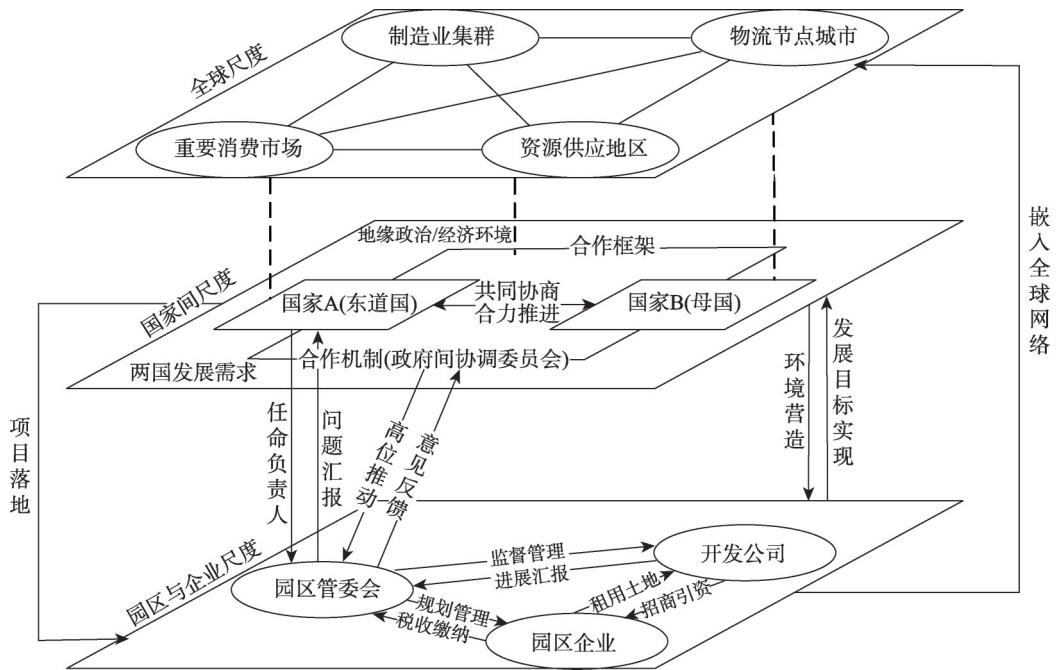 制造业集群
物流节点城市
全球尺度
重要消费市场
资源供应地区
嵌入全球网络
地缘政治/经济环境
合作框架
国家间尺度
国家A(东道国)
共同协商
合力推进
国家B(母国)
合作机制(政府间协调委员会)
两国发展需求
项目落地
任命负责人
问题汇报
高位推动
意见反馈
环境营造
发展目标实现
园区与企业尺度
园区管委会
监督管理
进展汇报
开发公司
规划管理
税收缴纳
租用土地
招商引资
园区企业